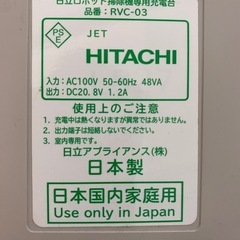 日立ロボット掃除機専用充電台
品番：RVC-03
PS
E
JET
HITACHI
入力：AC100V 50-60Hz 48VA
出力：DC20.8V 1.2A
使用上のご注意
1. 充電中は熱くなりますが異常ではありません。
2. 出力端子は短絡しないでください。
3. 室内専用です。
日立アプライアンス(株)
日本製
日本国内家庭用
Use only in Japan